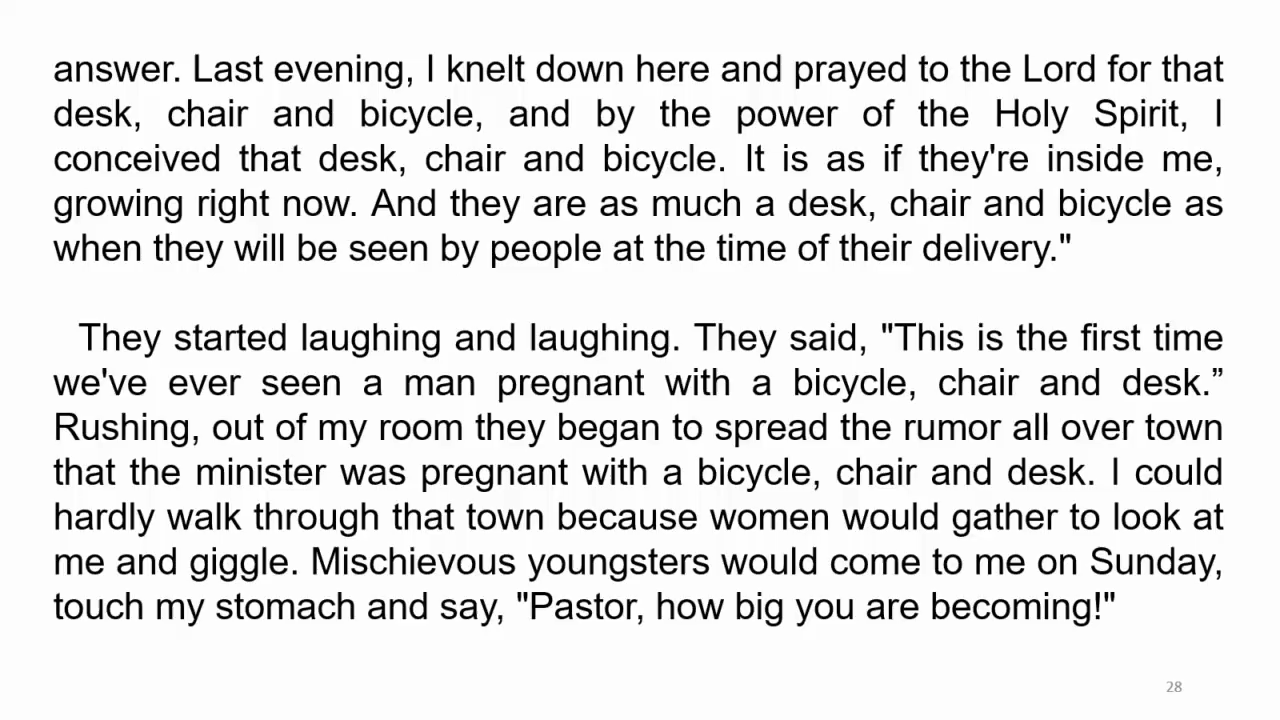 answer. Last evening, I knelt down here and prayed to the Lord for that
desk, chair and bicycle, and by the power of the Holy Spirit, I
conceived that desk, chair and bicycle. It is as if they're inside me,
growing right now. And they are as much a desk, chair and bicycle as
when they will be seen by people at the time of their delivery."
They started laughing and laughing. They said, "This is the first time
we've ever seen a man pregnant with a bicycle, chair and desk.”
Rushing, out of my room they began to spread the rumor all over town
that the minister was pregnant with a bicycle, chair and desk. I could
hardly walk through that town because women would gather to look at
me and giggle. Mischievous youngsters would come to me on Sunday,
touch my stomach and say, "Pastor, how big you are becoming!"
28